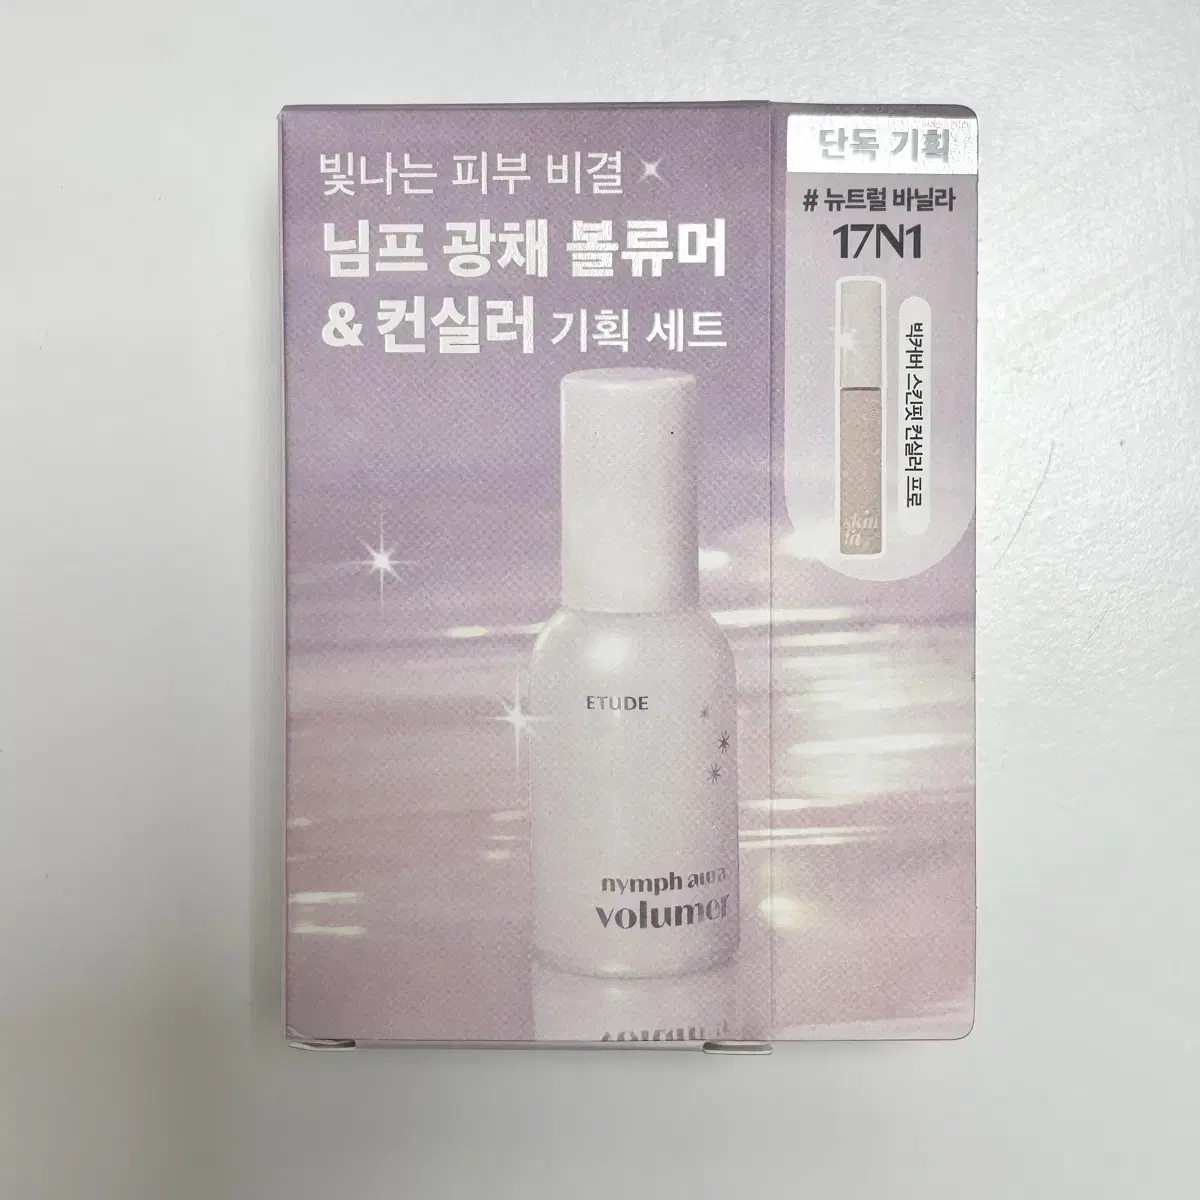 빛나는 피부 비결
님프 광채 볼류머
& 컨실러 기획 세트
단독 기획
# 뉴트럴 바닐라
17N1
빅커버 스킨핏 컨실러 프로
skin
fit
ETUDE
nymph aura
volumer